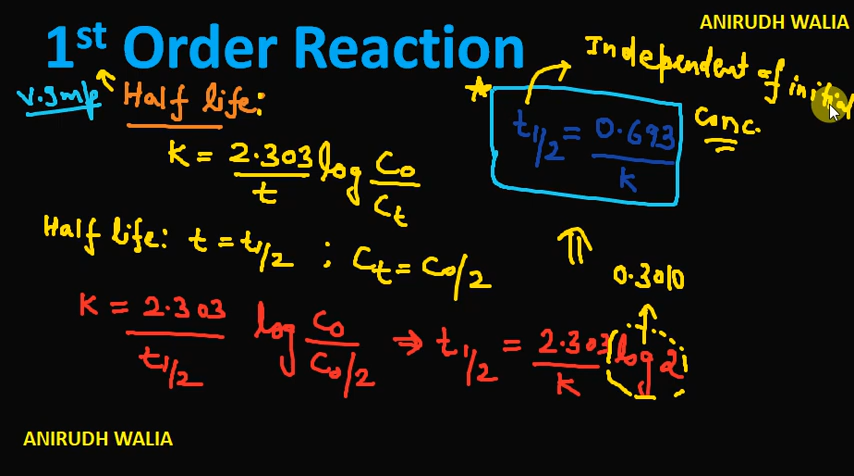 ANIRUDH WALIA
1st Order Reaction
Independent of initial
conc.
v.Imp
Half life:
t1/2 = 0.693/k
K = 2.303/t log C0/Ct
Half life: t = t1/2 ; Ct = C0/2
0.3010
K = 2.303/t1/2 log C0/C0/2 → t1/2 = 2.303/k log 2
ANIRUDH WALIA